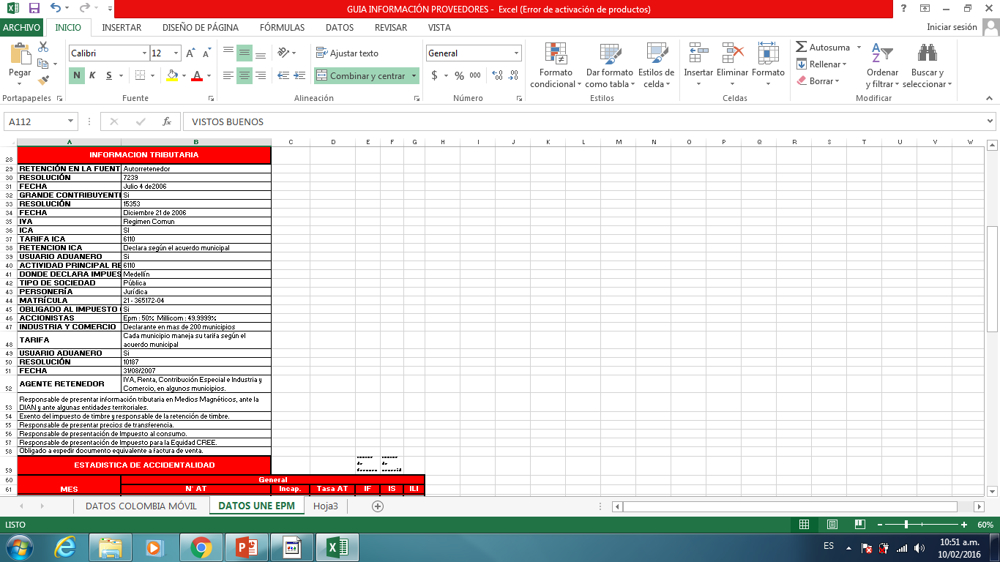 GUIA INFORMACIÓN PROVEEDORES - Excel (Error de activación de productos)
ARCHIVO INICIO INSERTAR DISEÑO DE PÁGINA FÓRMULAS DATOS REVISAR VISTA Iniciar sesión
Pegar
Calibri 12
N K S
Ajustar texto
Combinar y centrar
General
$ % 000
Formato condicional
Dar formato como tabla
Estilos de celda
Insertar Eliminar Formato
Autosuma
Rellenar
Borrar
Ordenar y filtrar
Buscar y seleccionar
Portapapeles Fuente Alineación Número Estilos Celdas Modificar
A112 fx VISTOS BUENOS
A B C D E F G H I J K L M N O P Q R S T U V W
28 INFORMACION TRIBUTARIA
29 RETENCIÓN EN LA FUENT Autorretenedor
30 RESOLUCIÓN 7239
31 FECHA Julio 4 de2006
32 GRANDE CONTRIBUYENT Si
33 RESOLUCIÓN 15353
34 FECHA Diciembre 21 de 2006
35 IVA Regimen Comun
36 ICA SI
37 TARIFA ICA 6110
38 RETENCION ICA Declara según el acuerdo municipal
39 USUARIO ADUANERO Si
40 ACTIVIDAD PRINCIPAL RE 6110
41 DONDE DECLARA IMPUES Medellín
42 TIPO DE SOCIEDAD Pública
43 PERSONERÍA Jurídica
44 MATRÍCULA 21 - 365172-04
45 OBLIGADO AL IMPUESTO Si
46 ACCIONISTAS Epm : 50% Millicom : 49.9999%
47 INDUSTRIA Y COMERCIO Declarante en mas de 200 municipios
48 TARIFA Cada municipio maneja su tarifa según el
acuerdo municipal
49 USUARIO ADUANERO Si
50 RESOLUCIÓN 10187
51 FECHA 31/08/2007
52 AGENTE RETENEDOR IVA, Renta, Contribución Especial e Industria y
Comercio, en algunos municipios.
53 Responsable de presentar información tributaria en Medios Magnéticos, ante la
DIAN y ante algunas entidades territoriales.
54 Exento del impuesto de timbre y responsable de la retención de timbre.
55 Responsable de presentar precios de transferencia.
56 Responsable de presentación de Impuesto al consumo.
57 Responsable de presentación de Impuesto para la Equidad CREE.
58 Obligado a expedir documento equivalente a factura de venta.
59 ESTADISTICA DE ACCIDENTALIDAD
60 General
61 MES N° AT Incap. Tasa AT IF IS ILI
DATOS COLOMBIA MÓVIL DATOS UNE EPM Hoja3
LISTO 60%
ES 10:51 a.m.
10/02/2016